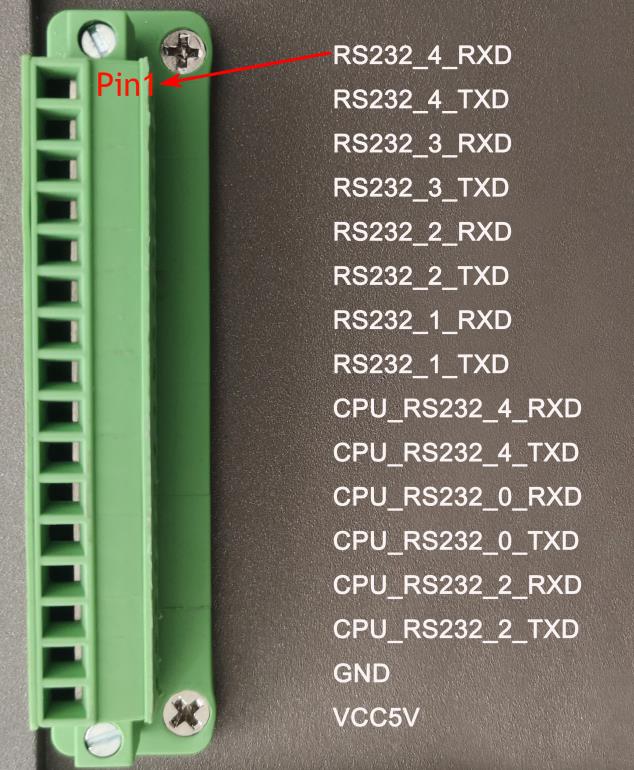 RS232_4_RXD
Pin1
RS232_4_TXD
RS232_3_RXD
RS232_3_TXD
RS232_2_RXD
RS232_2_TXD
RS232_1_RXD
RS232_1_TXD
CPU_RS232_4_RXD
CPU_RS232_4_TXD
CPU_RS232_0_RXD
CPU_RS232_0_TXD
CPU_RS232_2_RXD
CPU_RS232_2_TXD
GND
VCC5V